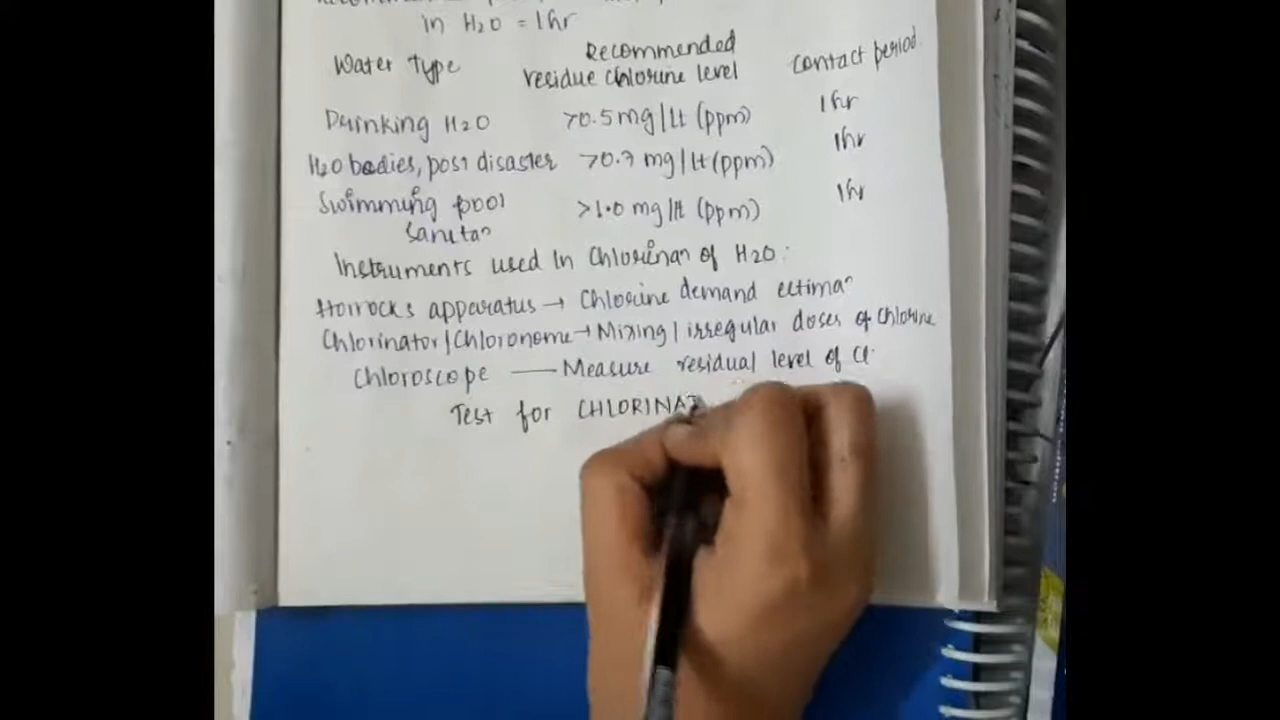 in H2O = 1hr
Water type Recommended residue chlorine level contact period
Drinking H2O >0.5 mg/Lt (ppm) 1hr
H2O bodies, post disaster >0.7 mg/Lt (ppm) 1hr
Swimming pool sanitan >1.0 mg/lt (ppm) 1hr
Instruments used in Chlorinan of H2O:
Horrocks apparatus → Chlorine demand estiman
Chlorinator/Chloronome → Mixing/irregular doses of chlorine
Chloroscope — Measure residual level of Cl.
Test for CHLORINAT